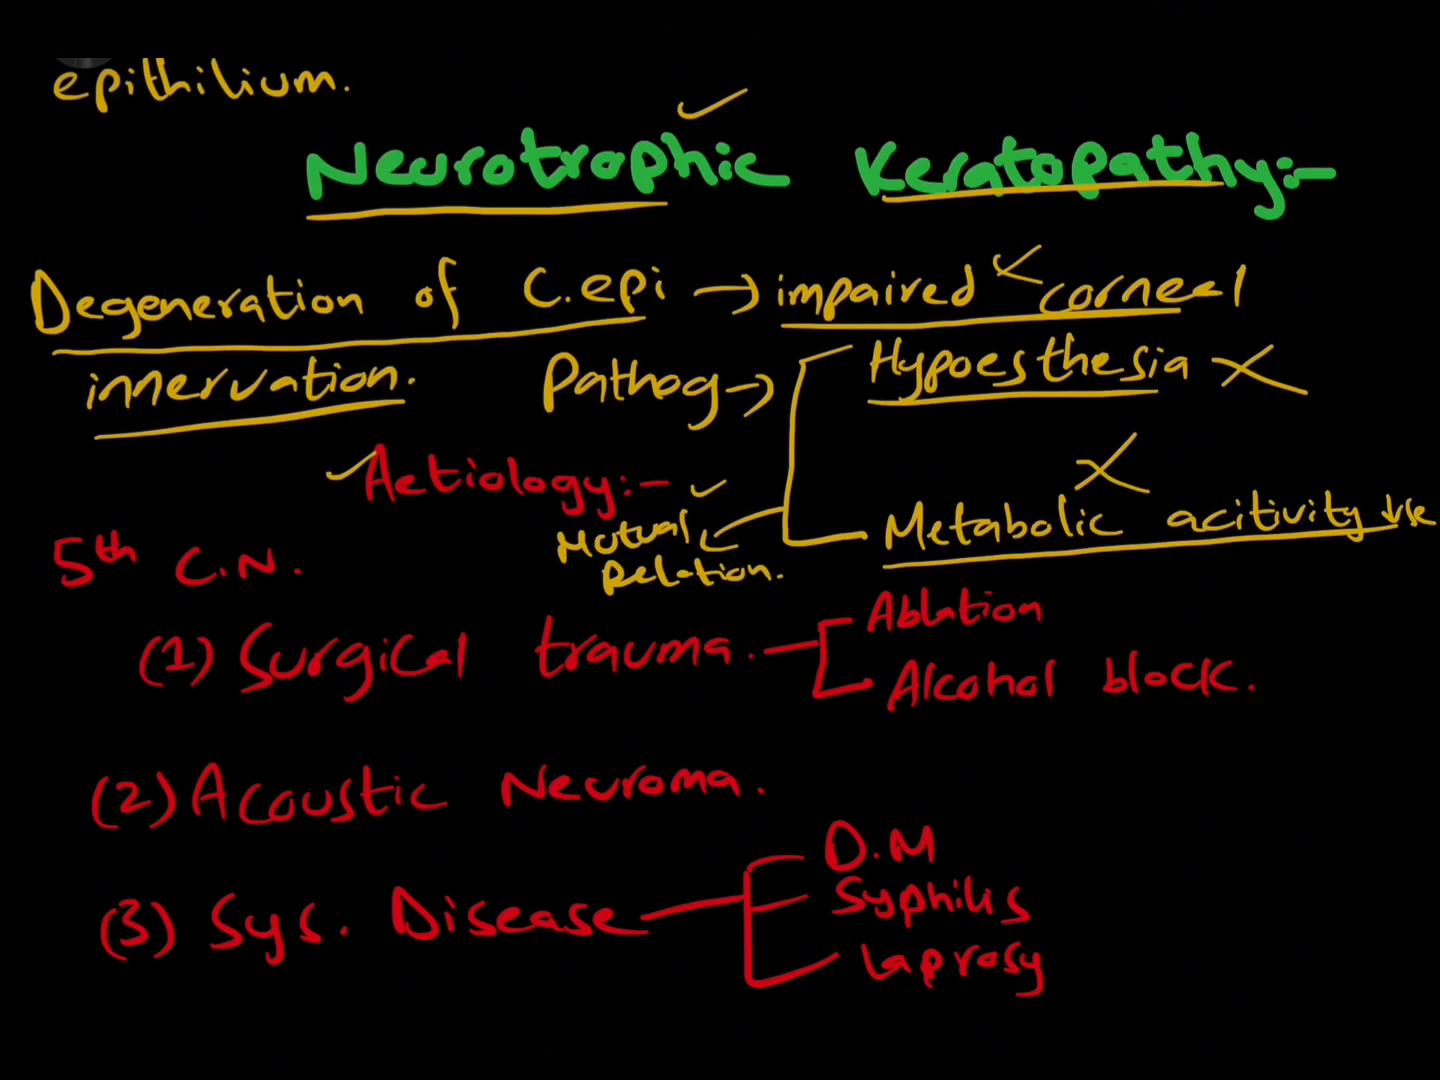 epithilium.
Neurotrophic Keratopathy:-
Degeneration of C.epi → impaired corneal
innervation. Pathog → Hypoesthesia
Aetiology:-
Mutual Relation. Metabolic acitivity ↓se
5th C.N.
(1) Surgical trauma. Ablation
Alcohol block.
(2) Acoustic Neuroma.
(3) Sys. Disease D.M
Syphilis
Laprosy